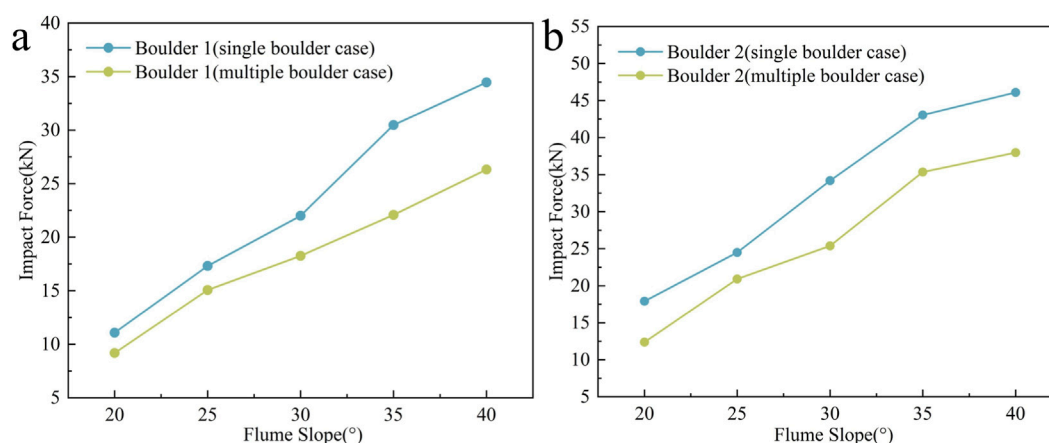 a
Boulder 1(single boulder case)
Boulder 1(multiple boulder case)
Impact Force(kN)
40
35
30
25
20
15
10
5
20 25 30 35 40
Flume Slope(°)
b
Boulder 2(single boulder case)
Boulder 2(multiple boulder case)
Impact Force(kN)
55
50
45
40
35
30
25
20
15
10
5
20 25 30 35 40
Flume Slope(°)